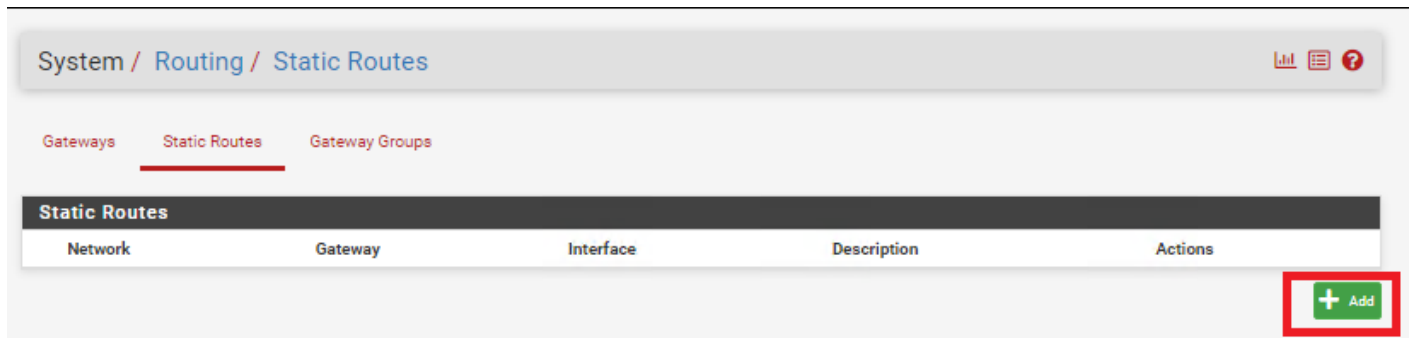 System / Routing / Static Routes
Gateways Static Routes Gateway Groups
Static Routes
Network Gateway Interface Description Actions
Add